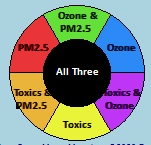 Ozone &
PM2.5
PM2.5
Ozone
All Three
Toxics &
PM2.5
Toxics &
Ozone
Toxics